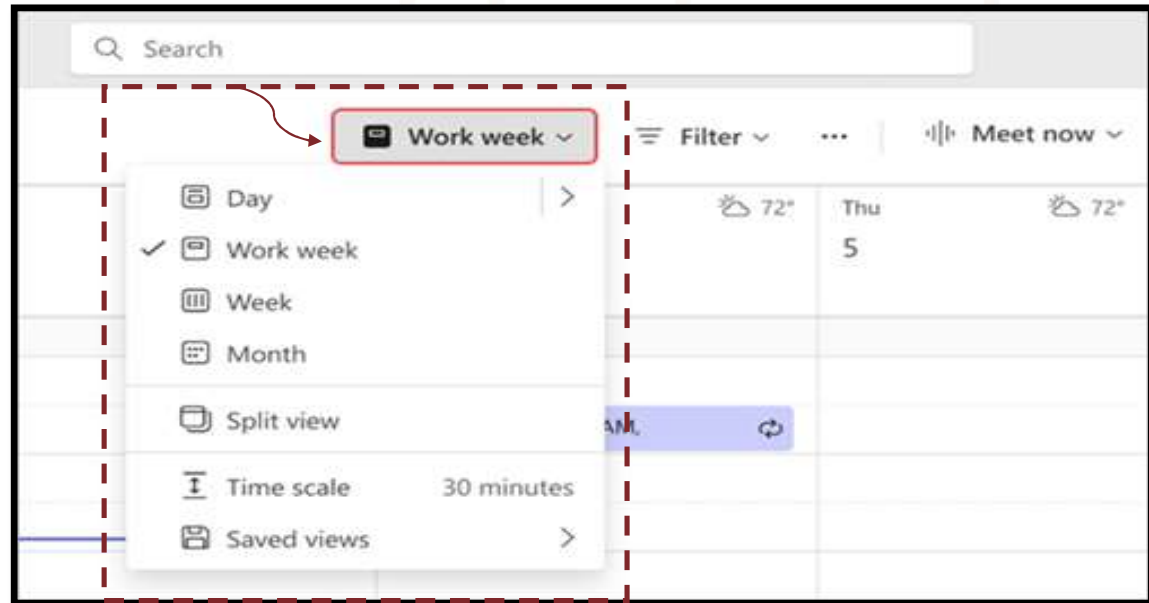 Search
Work week
Filter
...
Meet now
Day
72°
Thu
72°
Work week
5
Week
Month
Split view
AM,
Time scale 30 minutes
Saved views